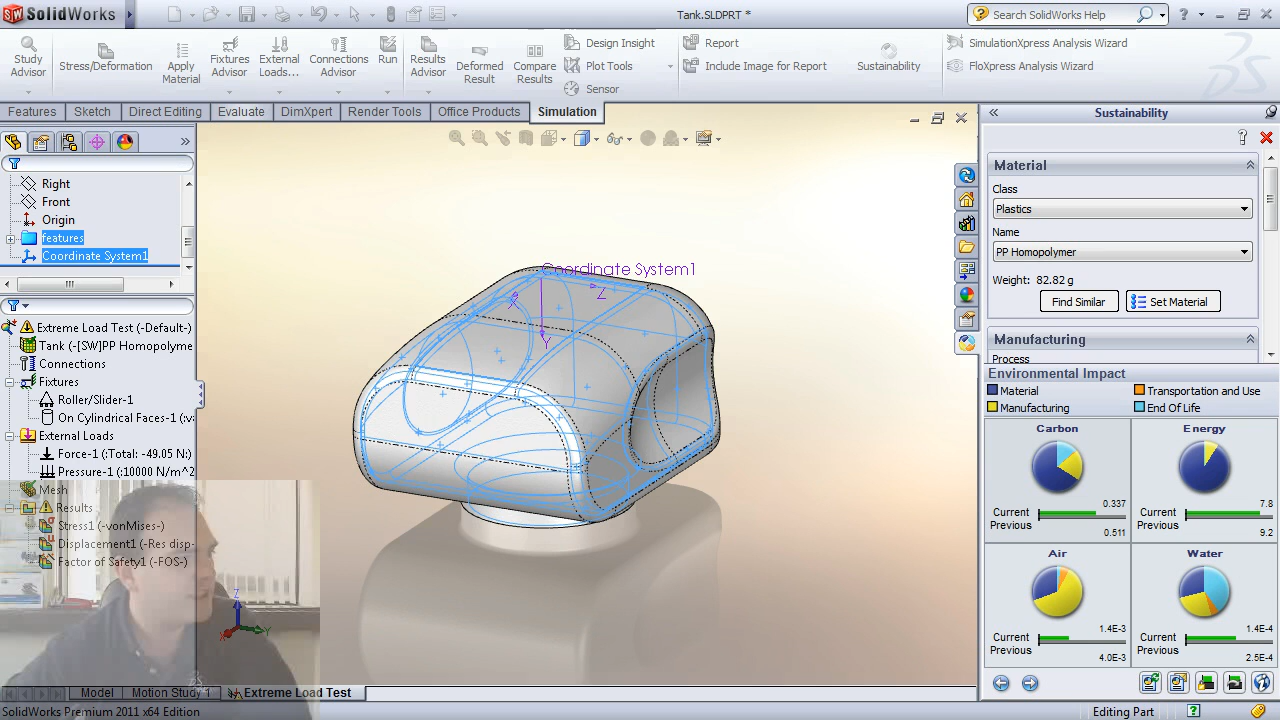 SolidWorks
Tank.SLDPRT *
Search SolidWorks Help
Study Advisor
Stress/Deformation
Apply Material
Fixtures Advisor
External Loads...
Connections Advisor
Run
Results Advisor
Deformed Result
Compare Results
Design Insight
Plot Tools
Sensor
Report
Include Image for Report
Sustainability
SimulationXpress Analysis Wizard
FloXpress Analysis Wizard
Features
Sketch
Direct Editing
Evaluate
DimXpert
Render Tools
Office Products
Simulation
Right
Front
Origin
features
Coordinate System1
Extreme Load Test (-Default-)
Tank (-[SW]PP Homopolyme
Connections
Fixtures
Roller/Slider-1
On Cylindrical Faces-1 (:va
External Loads
Force-1 (:Total: -49.05 N:)
Pressure-1 (:10000 N/m^2
Mesh
Results
Stress1 (-vonMises-)
Displacement1 (-Res disp-
Factor of Safety1 (-FOS-)
Coordinate System1
X
Y
Z
Z
X
Y
Sustainability
Material
Class
Plastics
Name
PP Homopolymer
Weight: 82.82 g
Find Similar
Set Material
Manufacturing
Process
Environmental Impact
Material
Transportation and Use
Manufacturing
End Of Life
Carbon
0.337
Current
Previous
0.511
Energy
7.8
Current
Previous
9.2
Air
1.4E-3
Current
Previous
4.0E-3
Water
1.4E-4
Current
Previous
2.5E-4
Model
Motion Study 1
Extreme Load Test
SolidWorks Premium 2011 x64 Edition
Editing Part